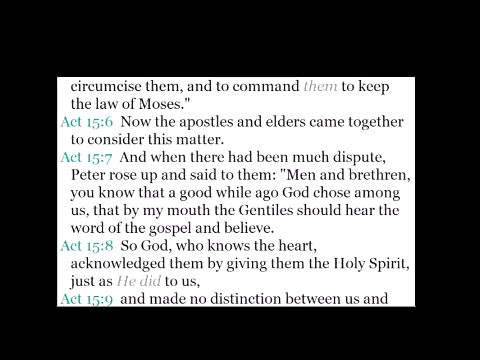 circumcise them, and to command them to keep
the law of Moses."
Act 15:6 Now the apostles and elders came together
to consider this matter.
Act 15:7 And when there had been much dispute,
Peter rose up and said to them: "Men and brethren,
you know that a good while ago God chose among
us, that by my mouth the Gentiles should hear the
word of the gospel and believe.
Act 15:8 So God, who knows the heart,
acknowledged them by giving them the Holy Spirit,
just as He did to us,
Act 15:9 and made no distinction between us and